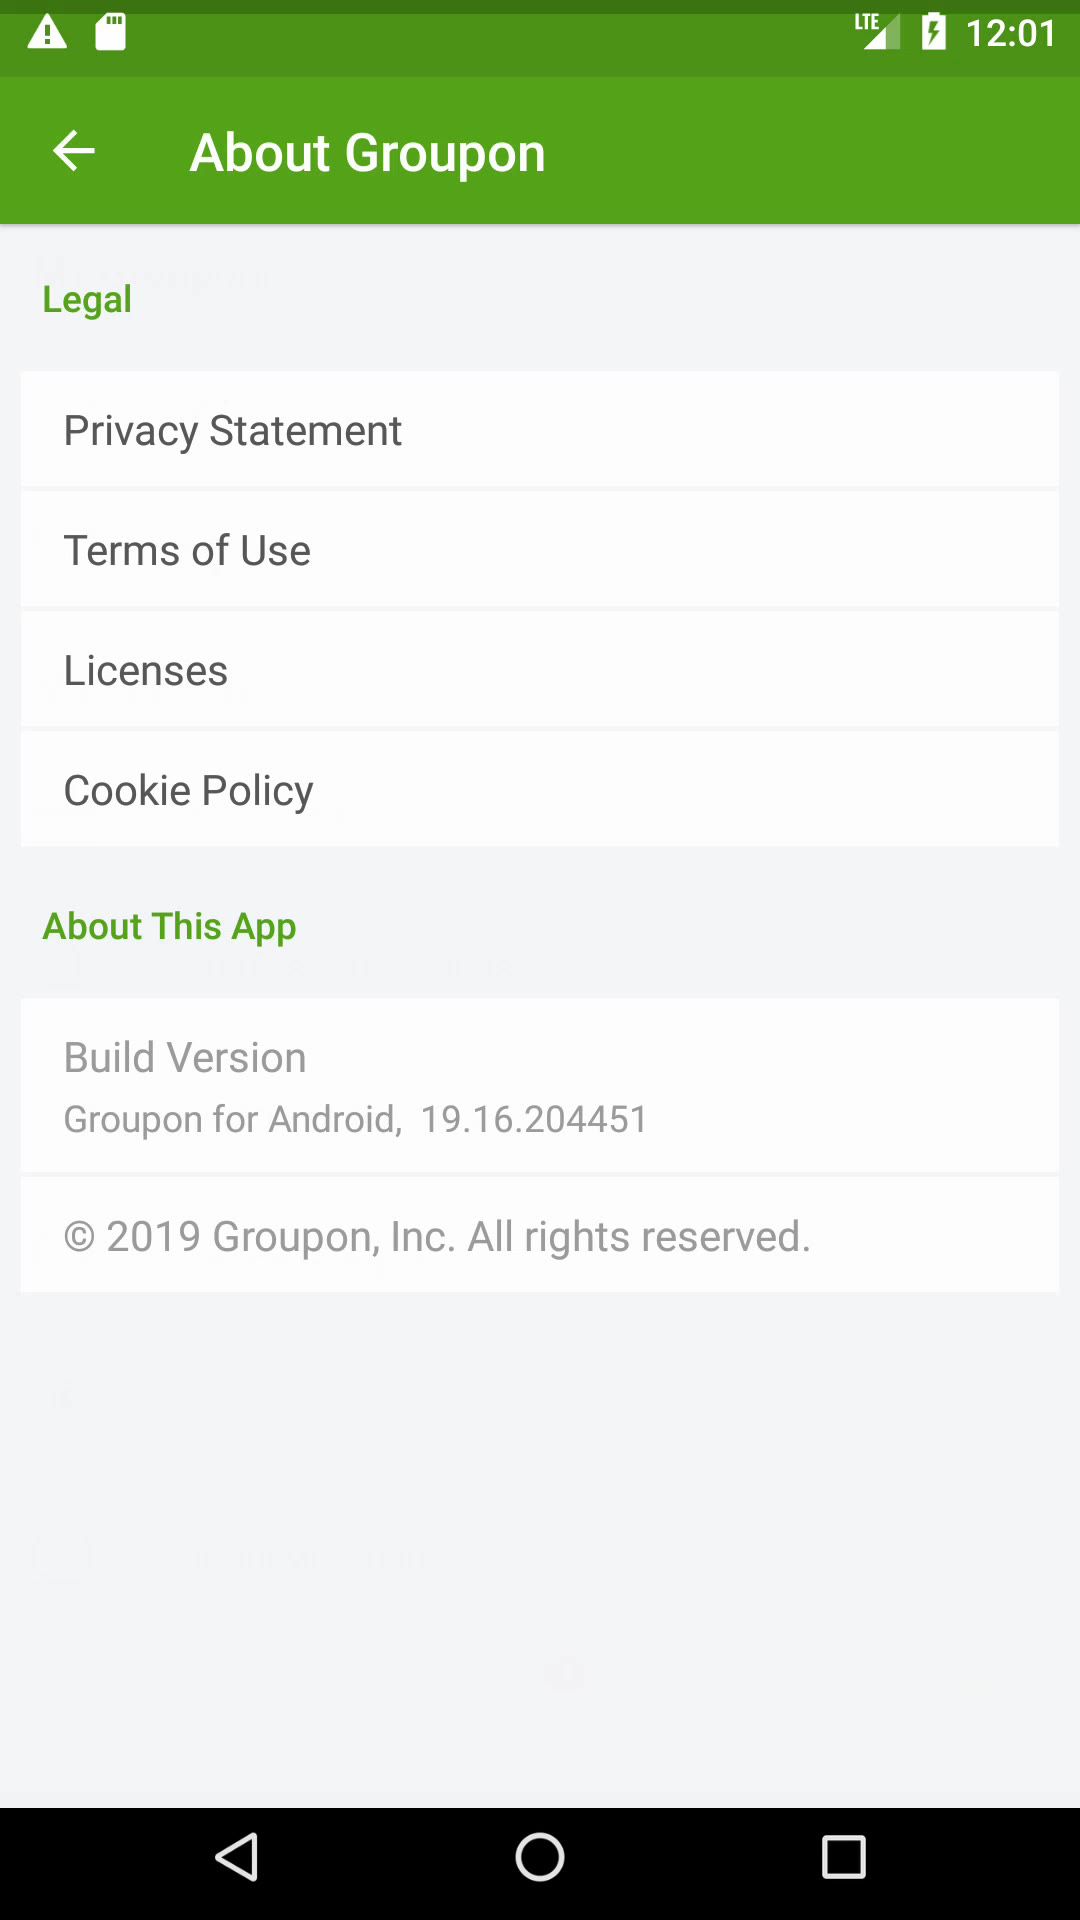 LTE 12:01
About Groupon
Legal
Privacy Statement
Terms of Use
Licenses
Cookie Policy
About This App
Build Version
Groupon for Android,  19.16.204451
© 2019 Groupon, Inc. All rights reserved.